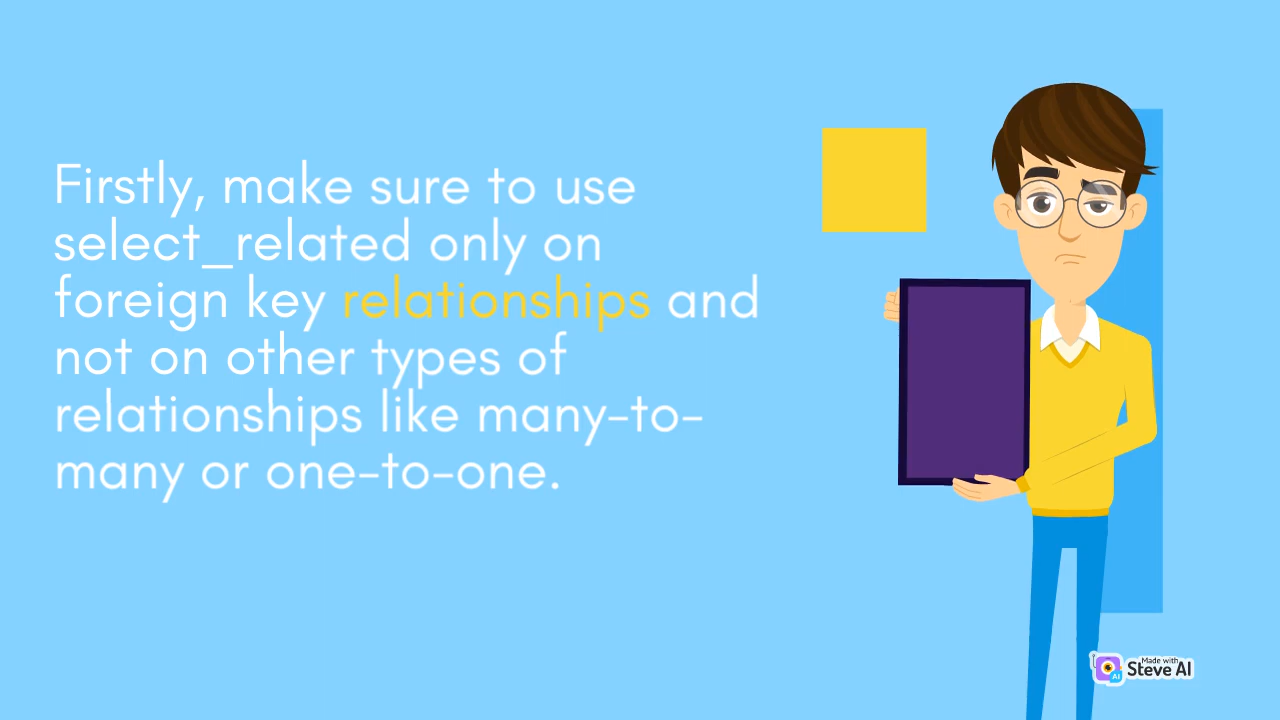 Firstly, make sure to use
select_related only on
foreign key relationships and
not on other types of
relationships like many-to-
many or one-to-one.
Made with
Steve AI
AI